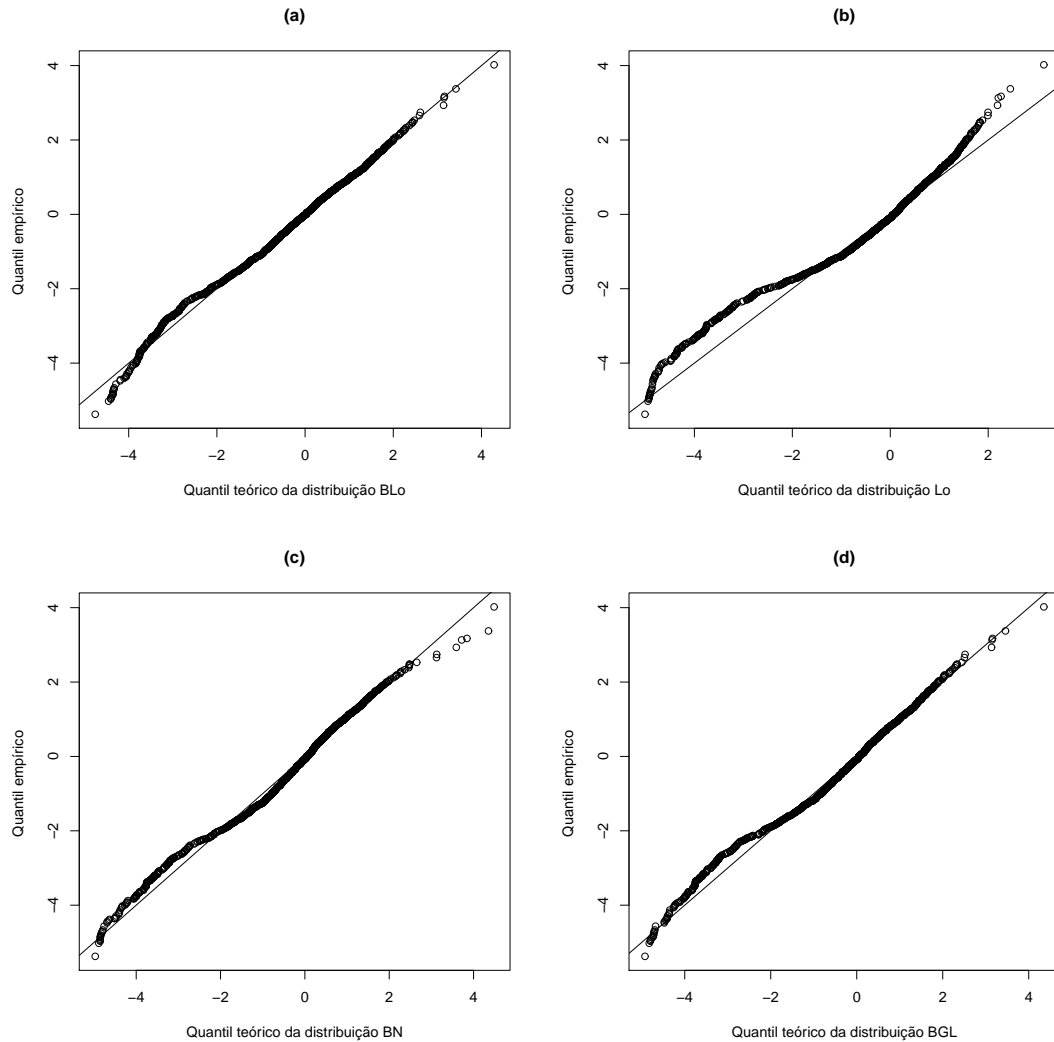 (a)
Quantil empírico
4
2
0
−2
−4
−4 −2 0 2 4
Quantil teórico da distribuição BLo
(b)
Quantil empírico
4
2
0
−2
−4
−4 −2 0 2
Quantil teórico da distribuição Lo
(c)
Quantil empírico
4
2
0
−2
−4
−4 −2 0 2 4
Quantil teórico da distribuição BN
(d)
Quantil empírico
4
2
0
−2
−4
−4 −2 0 2 4
Quantil teórico da distribuição BGL